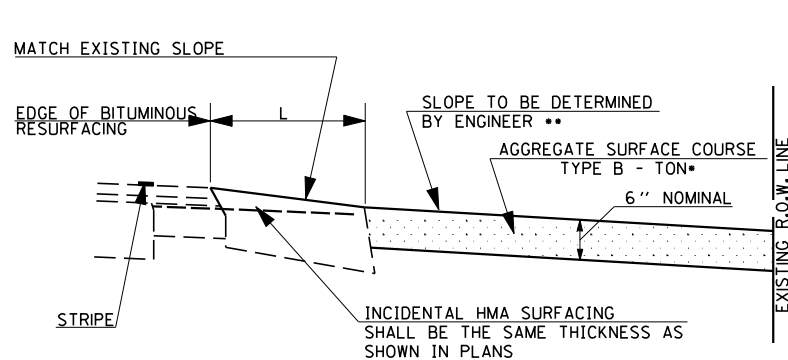 MATCH EXISTING SLOPE
EDGE OF BITUMINOUS
RESURFACING
L
SLOPE TO BE DETERMINED
BY ENGINEER **
AGGREGATE SURFACE COURSE
TYPE B - TON*
6'' NOMINAL
EXISTING R.O.W. LINE
STRIPE
INCIDENTAL HMA SURFACING
SHALL BE THE SAME THICKNESS AS
SHOWN IN PLANS